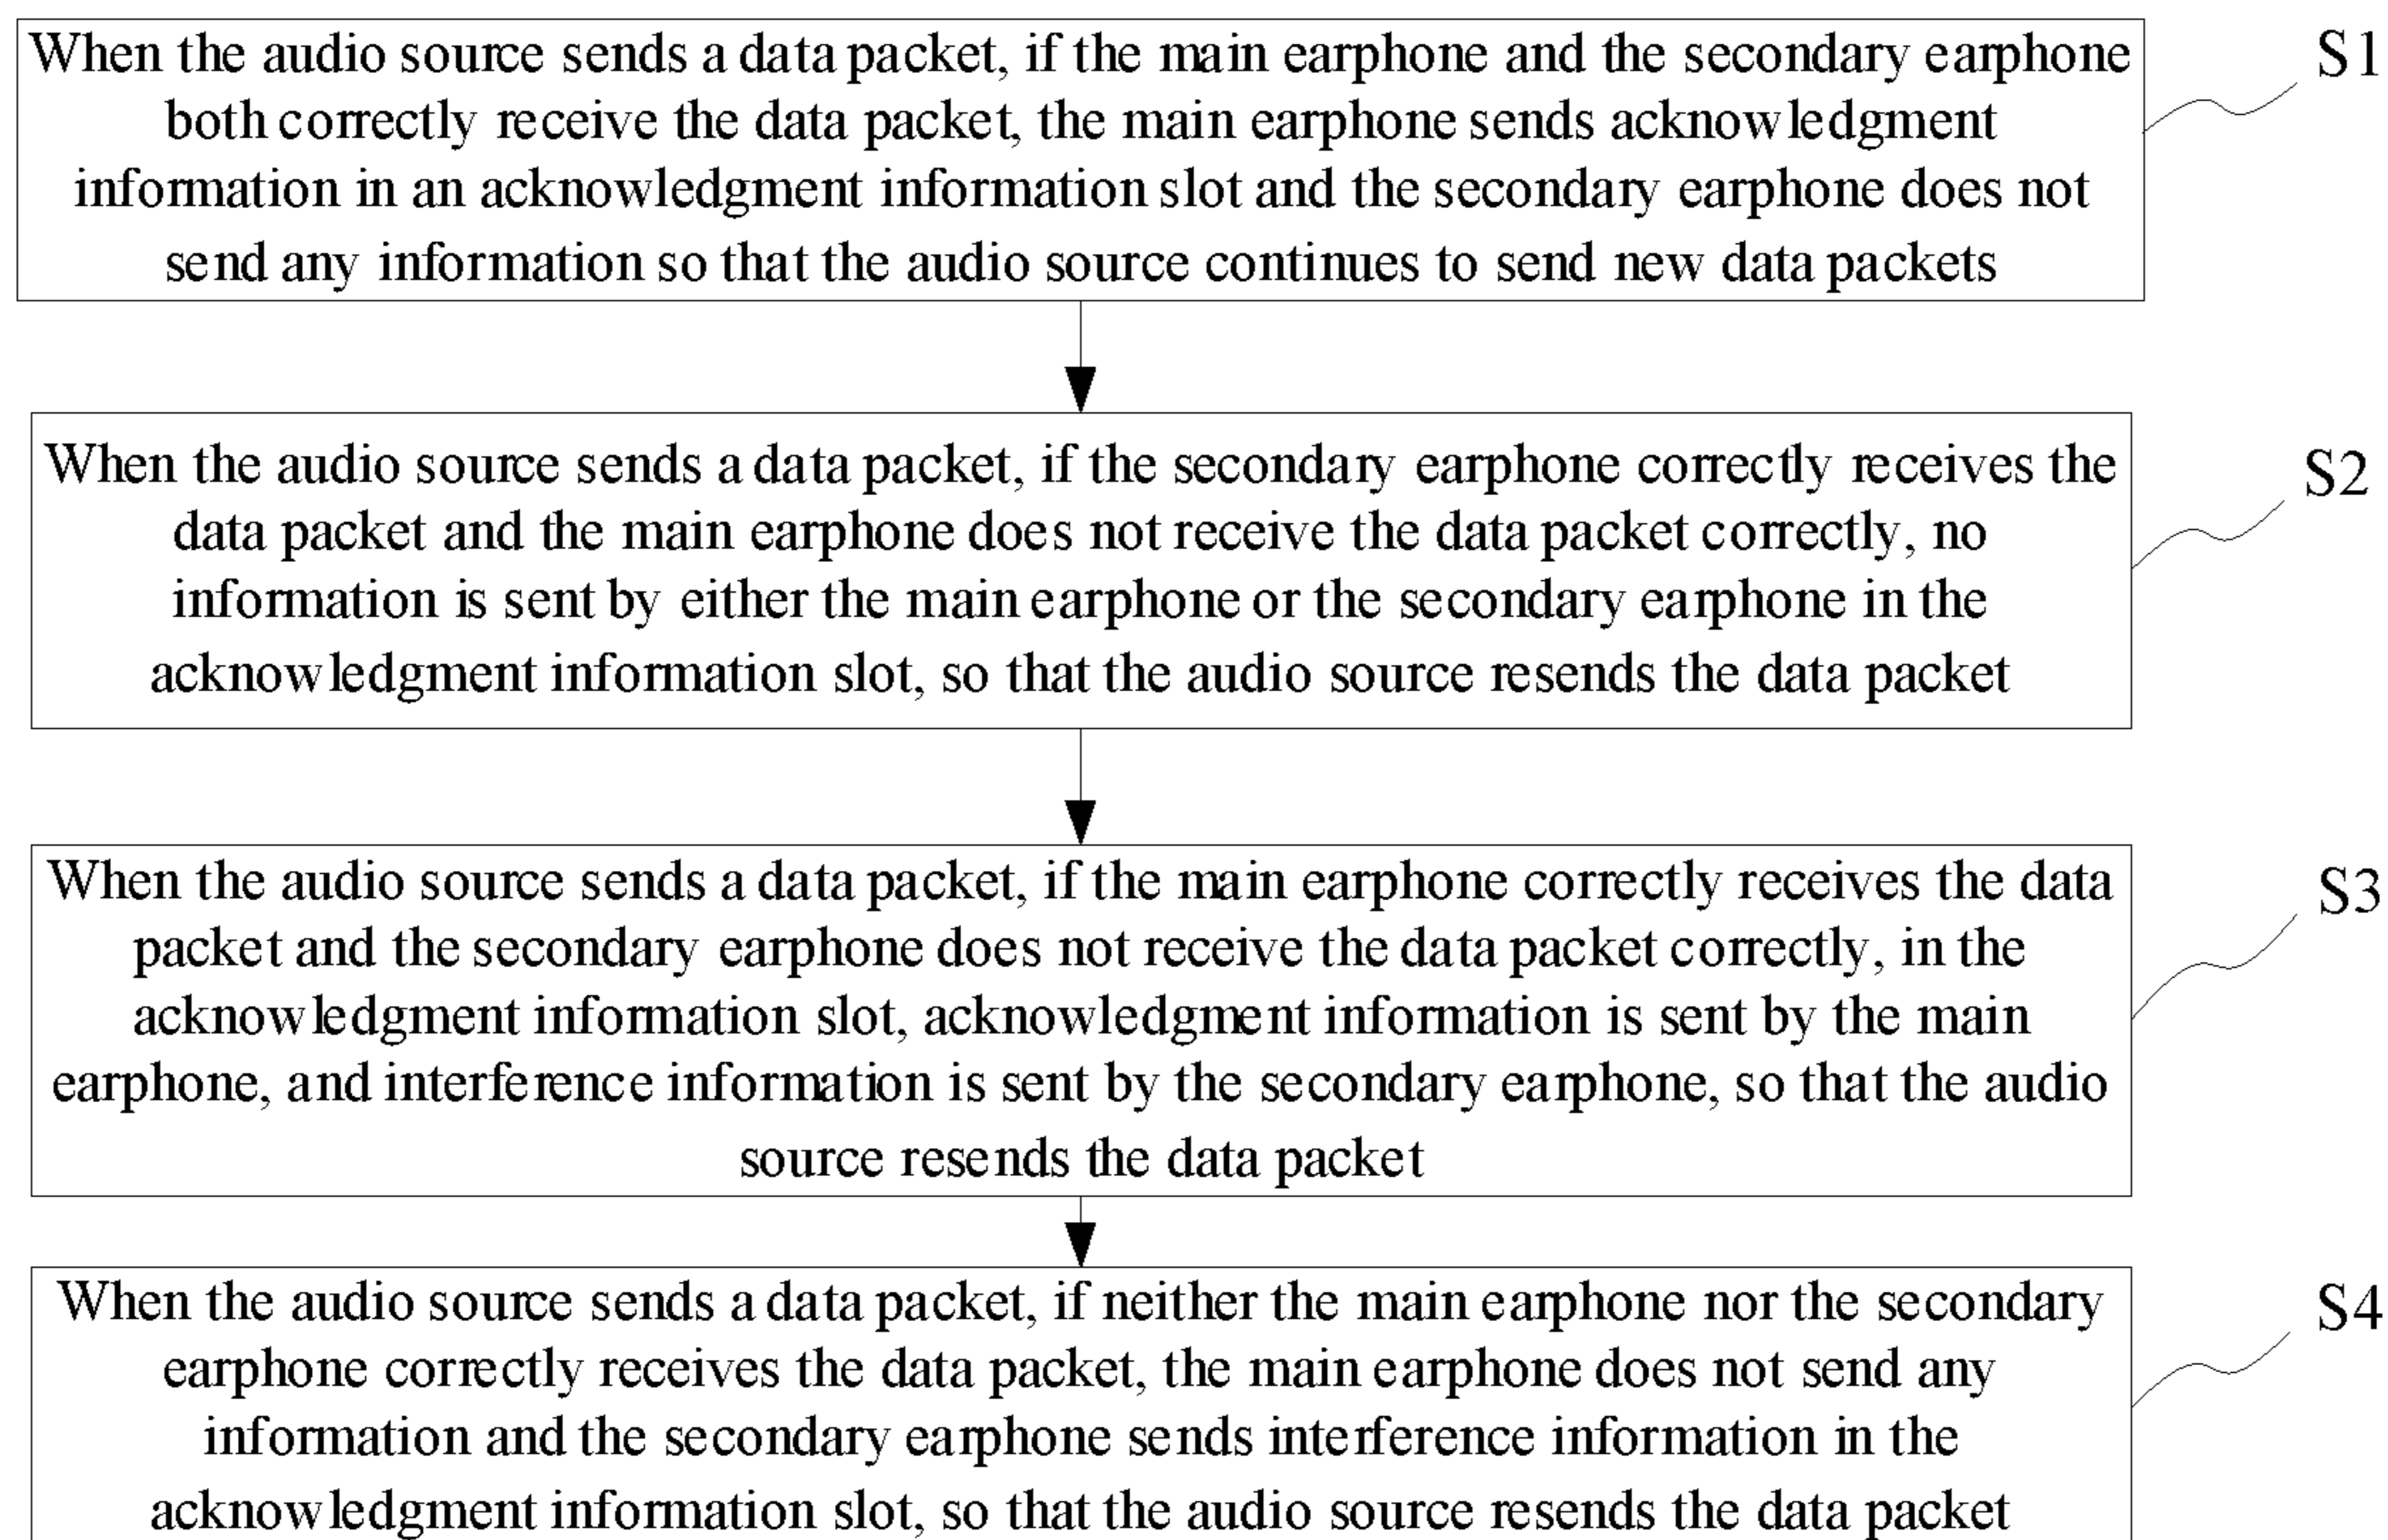 When the audio source sends a data packet, if the main earphone and the secondary earphone
both correctly receive the data packet, the main earphone sends acknowledgment
information in an acknowledgment information slot and the secondary earphone does not
send any information so that the audio source continues to send new data packets
S1
When the audio source sends a data packet, if the secondary earphone correctly receives the
data packet and the main earphone does not receive the data packet correctly, no
information is sent by either the main earphone or the secondary earphone in the
acknowledgment information slot, so that the audio source resends the data packet
S2
When the audio source sends a data packet, if the main earphone correctly receives the data
packet and the secondary earphone does not receive the data packet correctly, in the
acknowledgment information slot, acknowledgment information is sent by the main
earphone, and interference information is sent by the secondary earphone, so that the audio
source resends the data packet
S3
When the audio source sends a data packet, if neither the main earphone nor the secondary
earphone correctly receives the data packet, the main earphone does not send any
information and the secondary earphone sends interference information in the
acknowledgment information slot, so that the audio source resends the data packet
S4